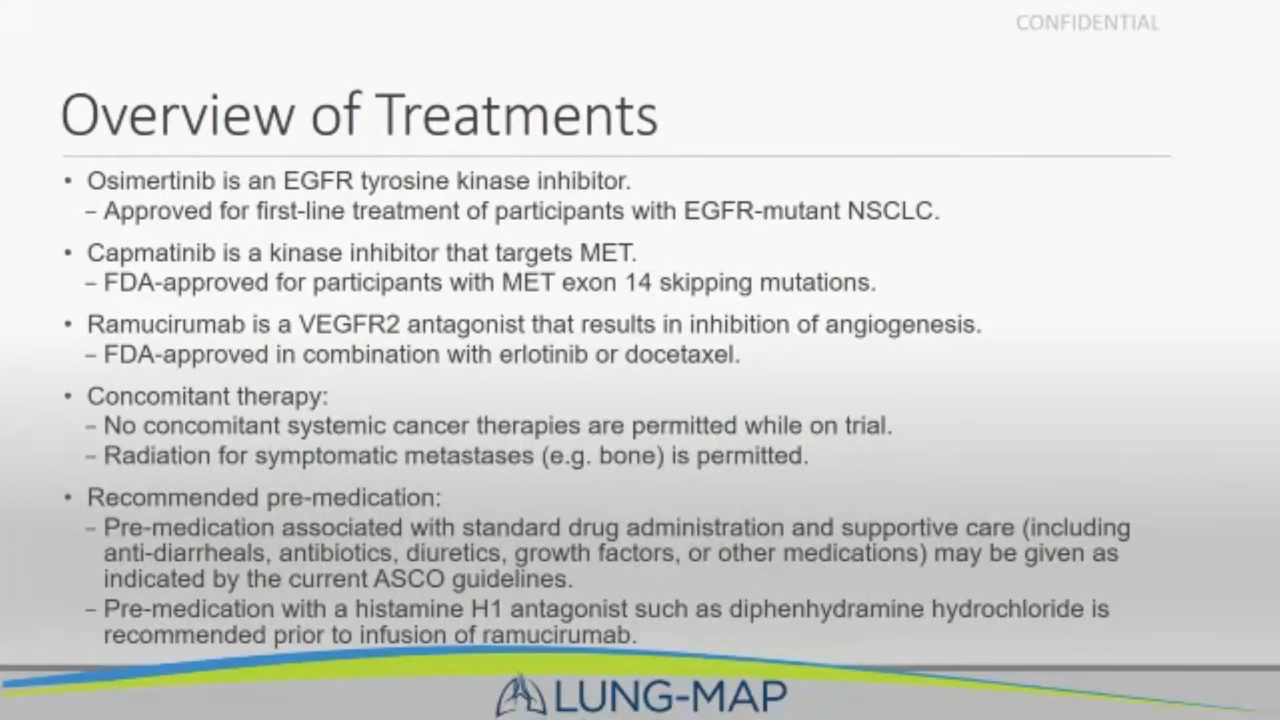 CONFIDENTIAL
Overview of Treatments
• Osimertinib is an EGFR tyrosine kinase inhibitor.
– Approved for first-line treatment of participants with EGFR-mutant NSCLC.
• Capmatinib is a kinase inhibitor that targets MET.
– FDA-approved for participants with MET exon 14 skipping mutations.
• Ramucirumab is a VEGFR2 antagonist that results in inhibition of angiogenesis.
– FDA-approved in combination with erlotinib or docetaxel.
• Concomitant therapy:
– No concomitant systemic cancer therapies are permitted while on trial.
– Radiation for symptomatic metastases (e.g. bone) is permitted.
• Recommended pre-medication:
– Pre-medication associated with standard drug administration and supportive care (including
anti-diarrheals, antibiotics, diuretics, growth factors, or other medications) may be given as
indicated by the current ASCO guidelines.
– Pre-medication with a histamine H1 antagonist such as diphenhydramine hydrochloride is
recommended prior to infusion of ramucirumab.
LUNG-MAP